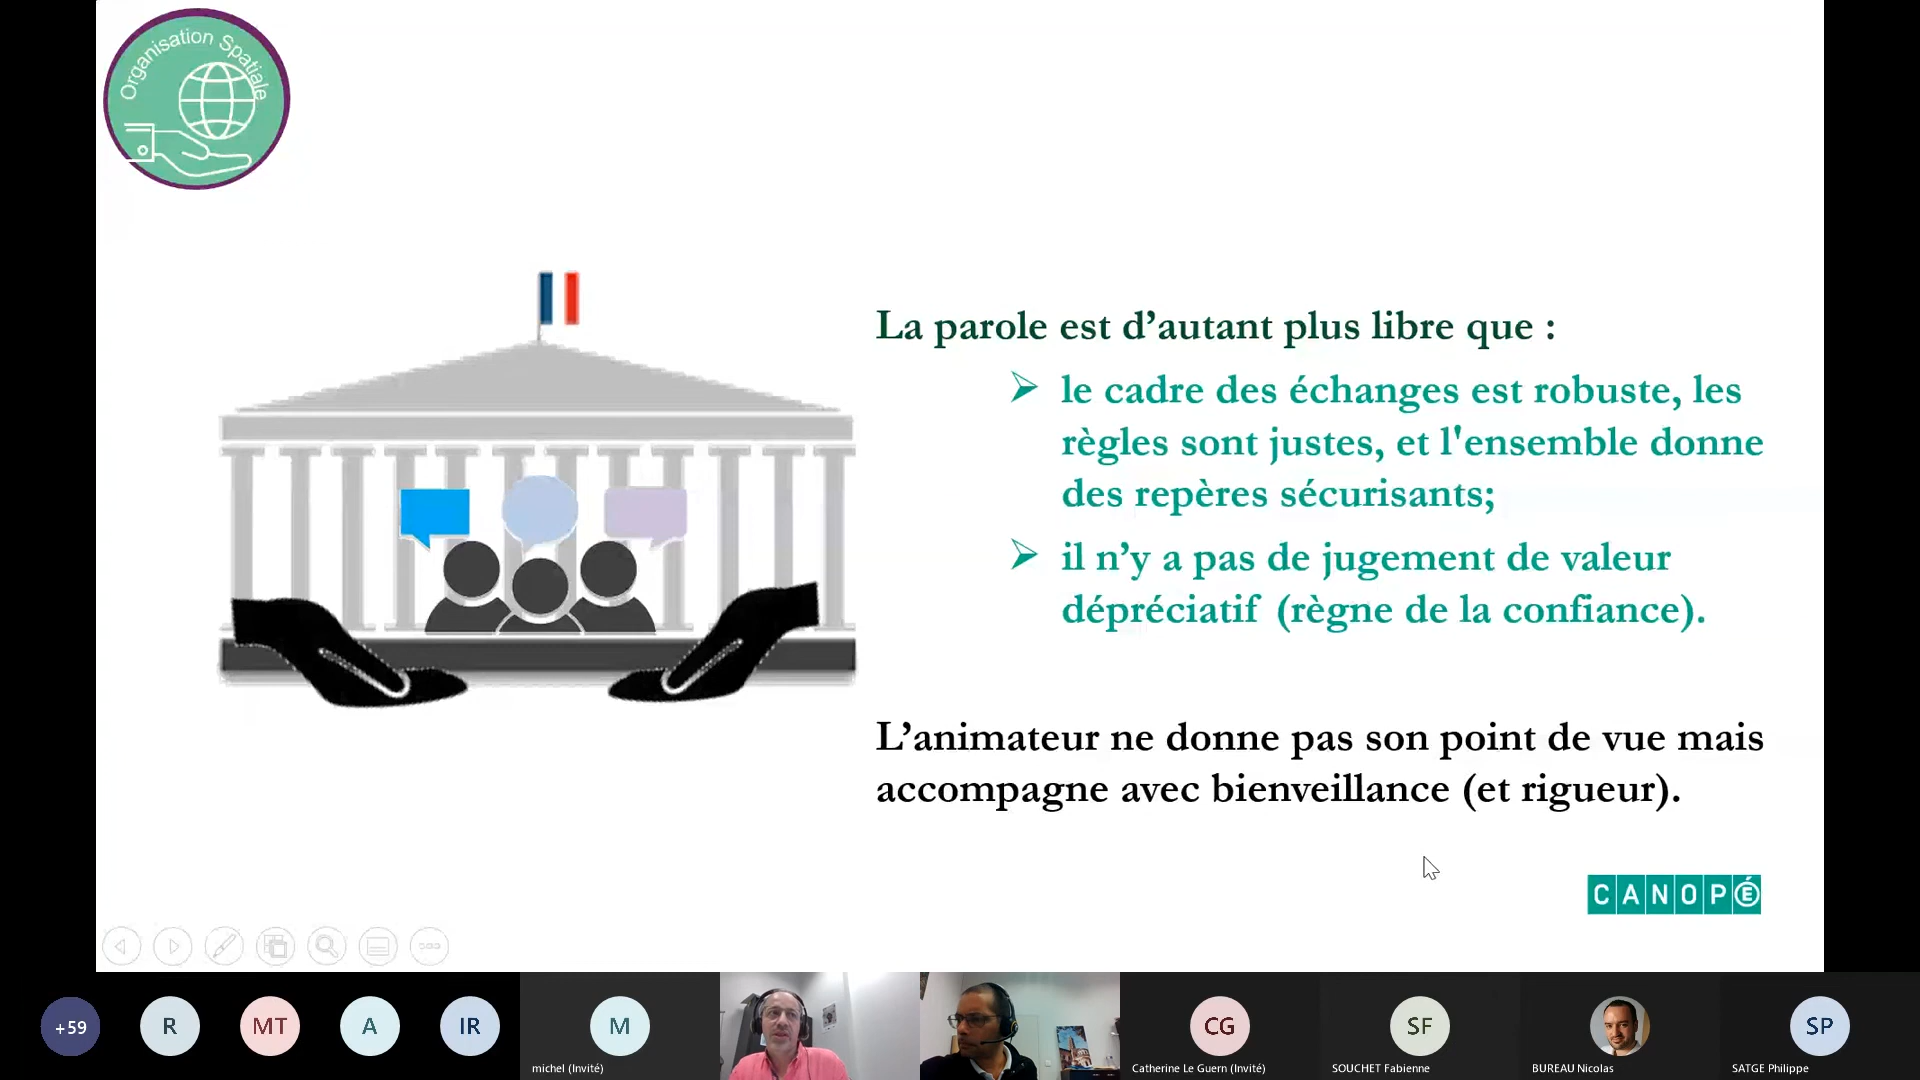 Organisation Spatiale
La parole est d’autant plus libre que :
le cadre des échanges est robuste, les
règles sont justes, et l'ensemble donne
des repères sécurisants;
il n’y a pas de jugement de valeur
dépréciatif (règne de la confiance).
L’animateur ne donne pas son point de vue mais
accompagne avec bienveillance (et rigueur).
CANOPÉ
+59
R
MT
A
IR
M
CG
SF
SP
michel (Invité)
Catherine Le Guern (Invité)
SOUCHET Fabienne
BUREAU Nicolas
SATGE Philippe